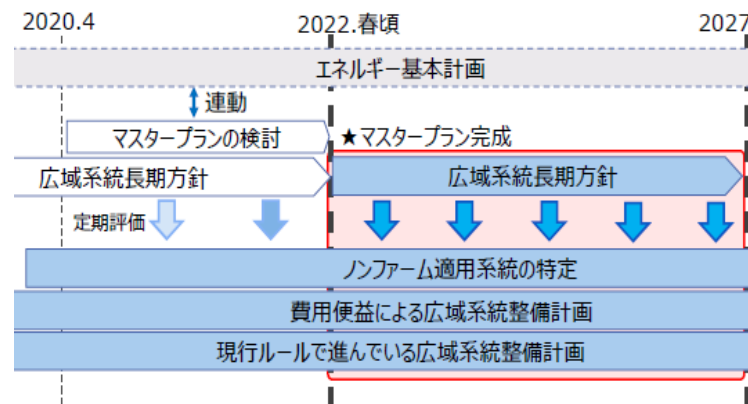 2020.4
2022.春頃
2027
エネルギー基本計画
連動
マスタープランの検討
★マスタープラン完成
広域系統長期方針
広域系統長期方針
定期評価
ノンファーム適用系統の特定
費用便益による広域系統整備計画
現行ルールで進んでいる広域系統整備計画